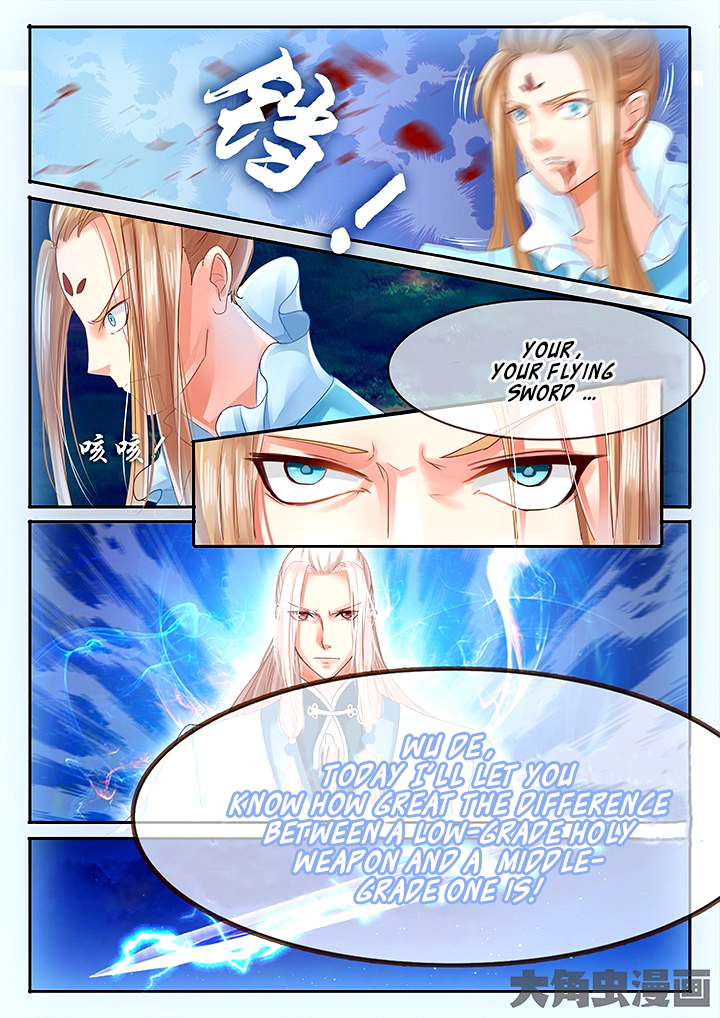 YOUR,
YOUR FLYING
SWORD ...
咳咳!
WU DE,
TODAY I'LL LET YOU
KNOW HOW GREAT THE DIFFERENCE
BETWEEN A LOW-GRADE HOLY
WEAPON AND A MIDDLE-
GRADE ONE IS!
大角虫漫画